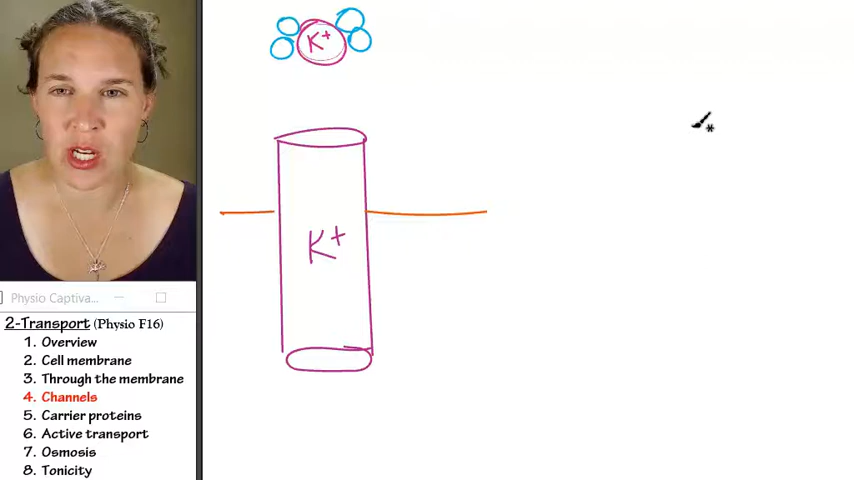 K+
K+
Physio Captiva...
2-Transport (Physio F16)
1. Overview
2. Cell membrane
3. Through the membrane
4. Channels
5. Carrier proteins
6. Active transport
7. Osmosis
8. Tonicity